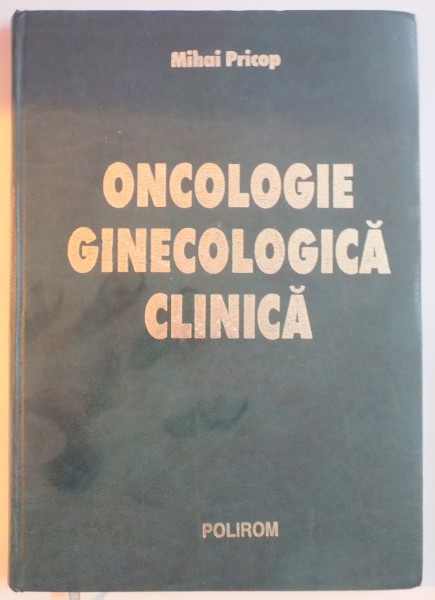 Mihai Pricop
ONCOLOGIE
GINECOLOGICĂ
CLINICĂ
POLIROM